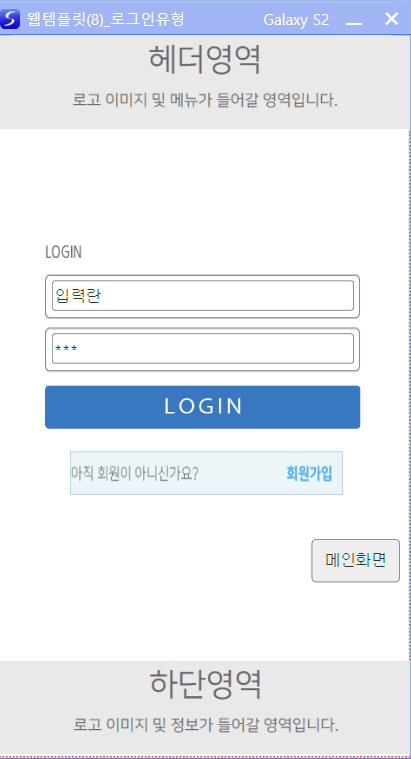 웹템플릿(8)_로그인유형 Galaxy S2
헤더영역
로고 이미지 및 메뉴가 들어갈 영역입니다.
LOGIN
입력란
***
LOGIN
아직 회원이 아니신가요? 회원가입
메인화면
하단영역
로고 이미지 및 정보가 들어갈 영역입니다.